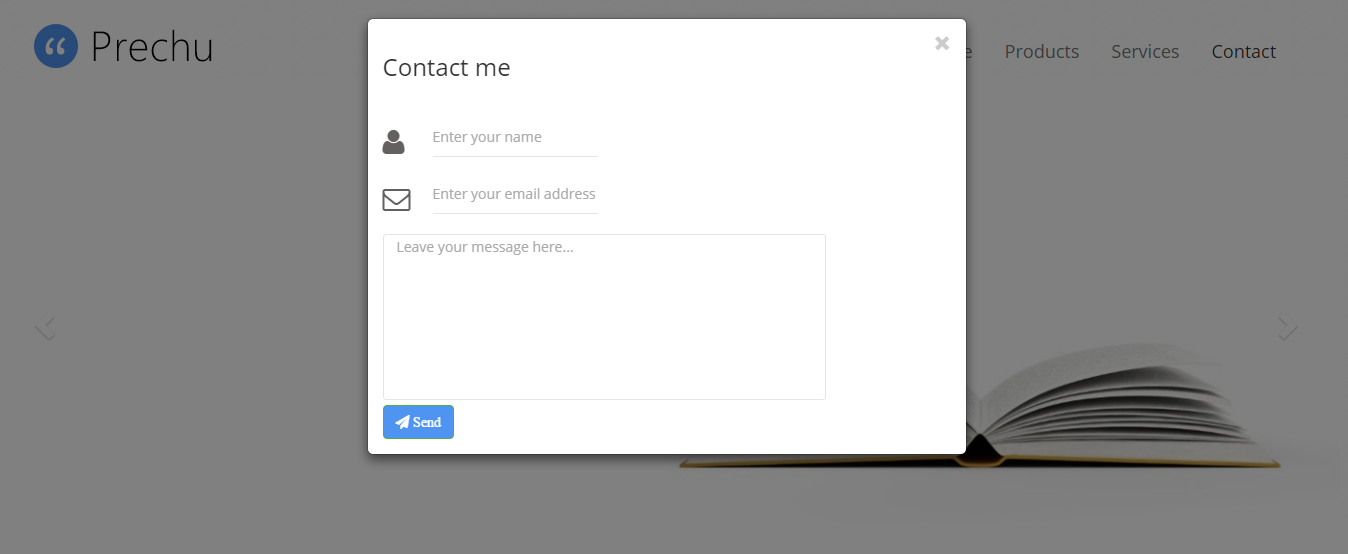 Prechu
Products Services Contact
Contact me
Enter your name
Enter your email address
Leave your message here...
Send